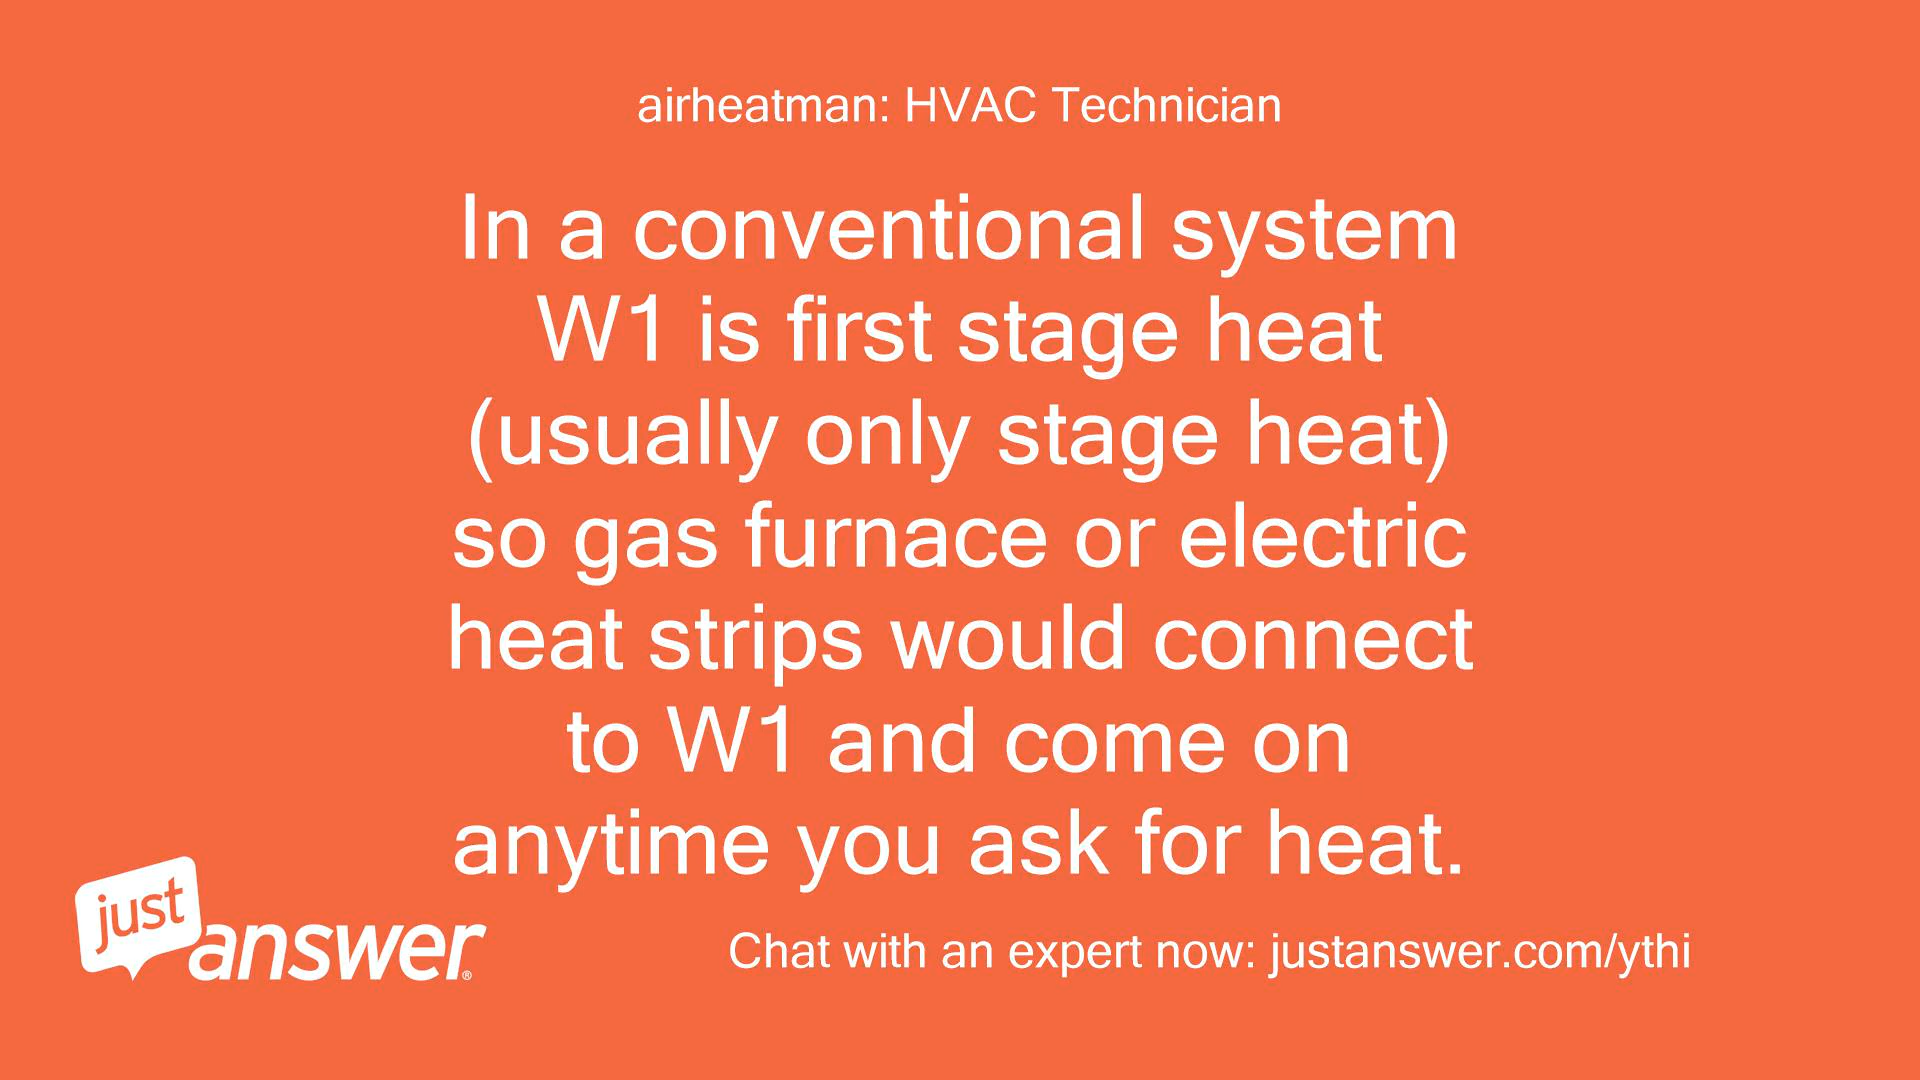 airheatman: HVAC Technician
In a conventional system
W1 is first stage heat
(usually only stage heat)
so gas furnace or electric
heat strips would connect
to W1 and come on
anytime you ask for heat.
just
answer®
Chat with an expert now: justanswer.com/ythi